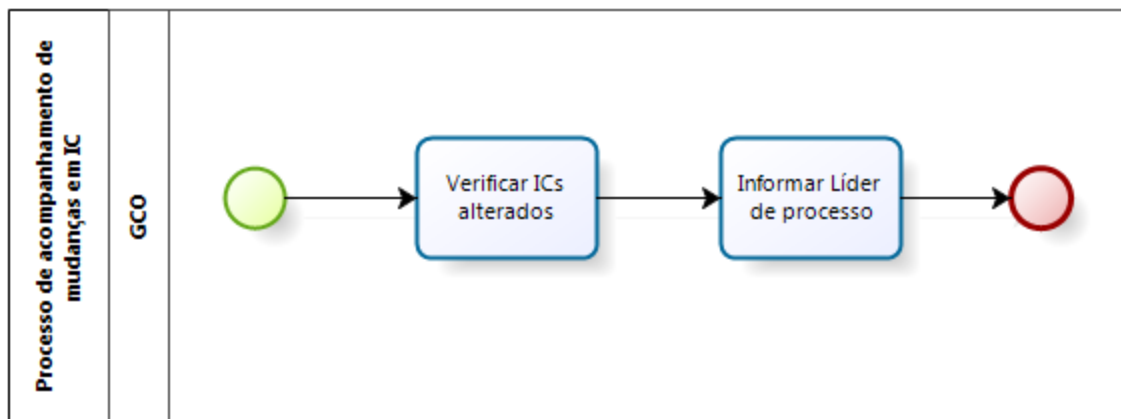 Processo de acompanhamento de
mudanças em IC
GCO
Verificar ICs
alterados
Informar Líder
de processo